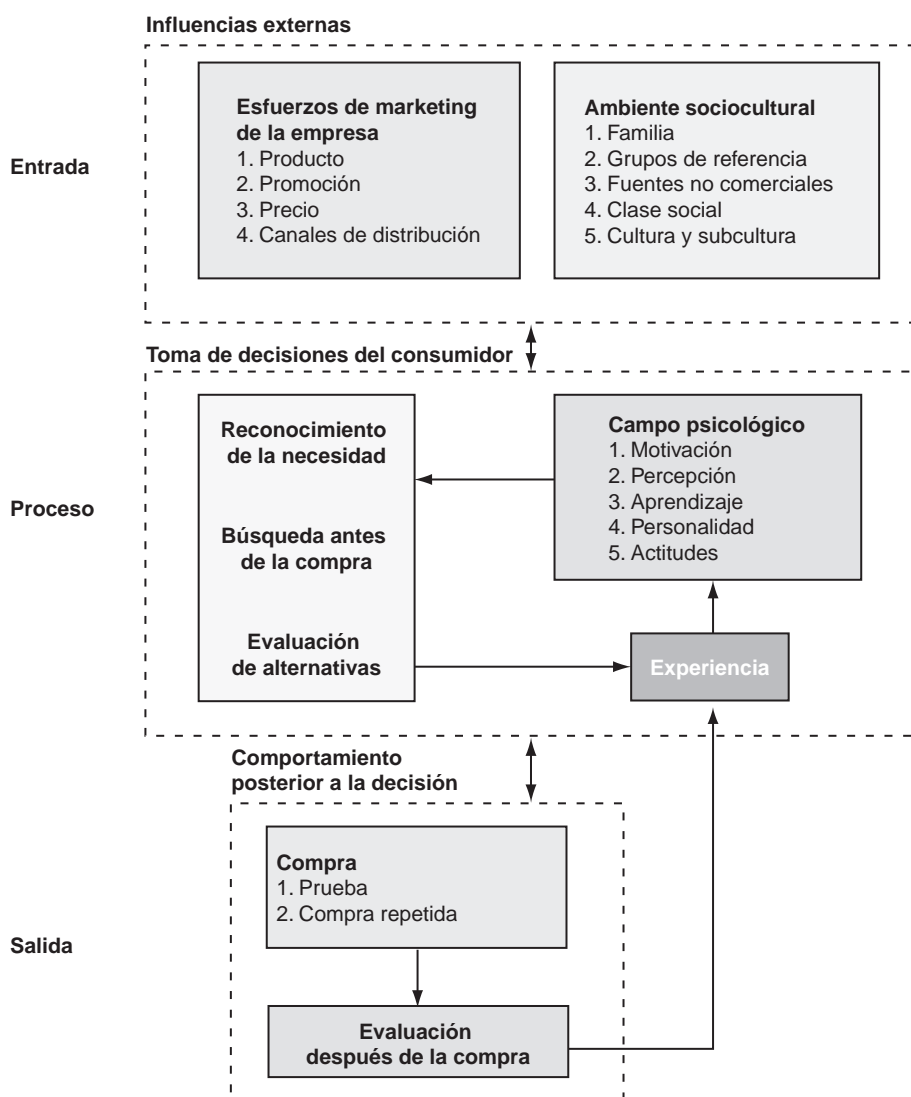 Influencias externas
Esfuerzos de marketing
de la empresa
1. Producto
2. Promoción
3. Precio
4. Canales de distribución
Ambiente sociocultural
1. Familia
2. Grupos de referencia
3. Fuentes no comerciales
4. Clase social
5. Cultura y subcultura
Entrada
Toma de decisiones del consumidor
Reconocimiento
de la necesidad
Búsqueda antes
de la compra
Evaluación
de alternativas
Campo psicológico
1. Motivación
2. Percepción
3. Aprendizaje
4. Personalidad
5. Actitudes
Experiencia
Proceso
Comportamiento
posterior a la decisión
Compra
1. Prueba
2. Compra repetida
Salida
Evaluación
después de la compra